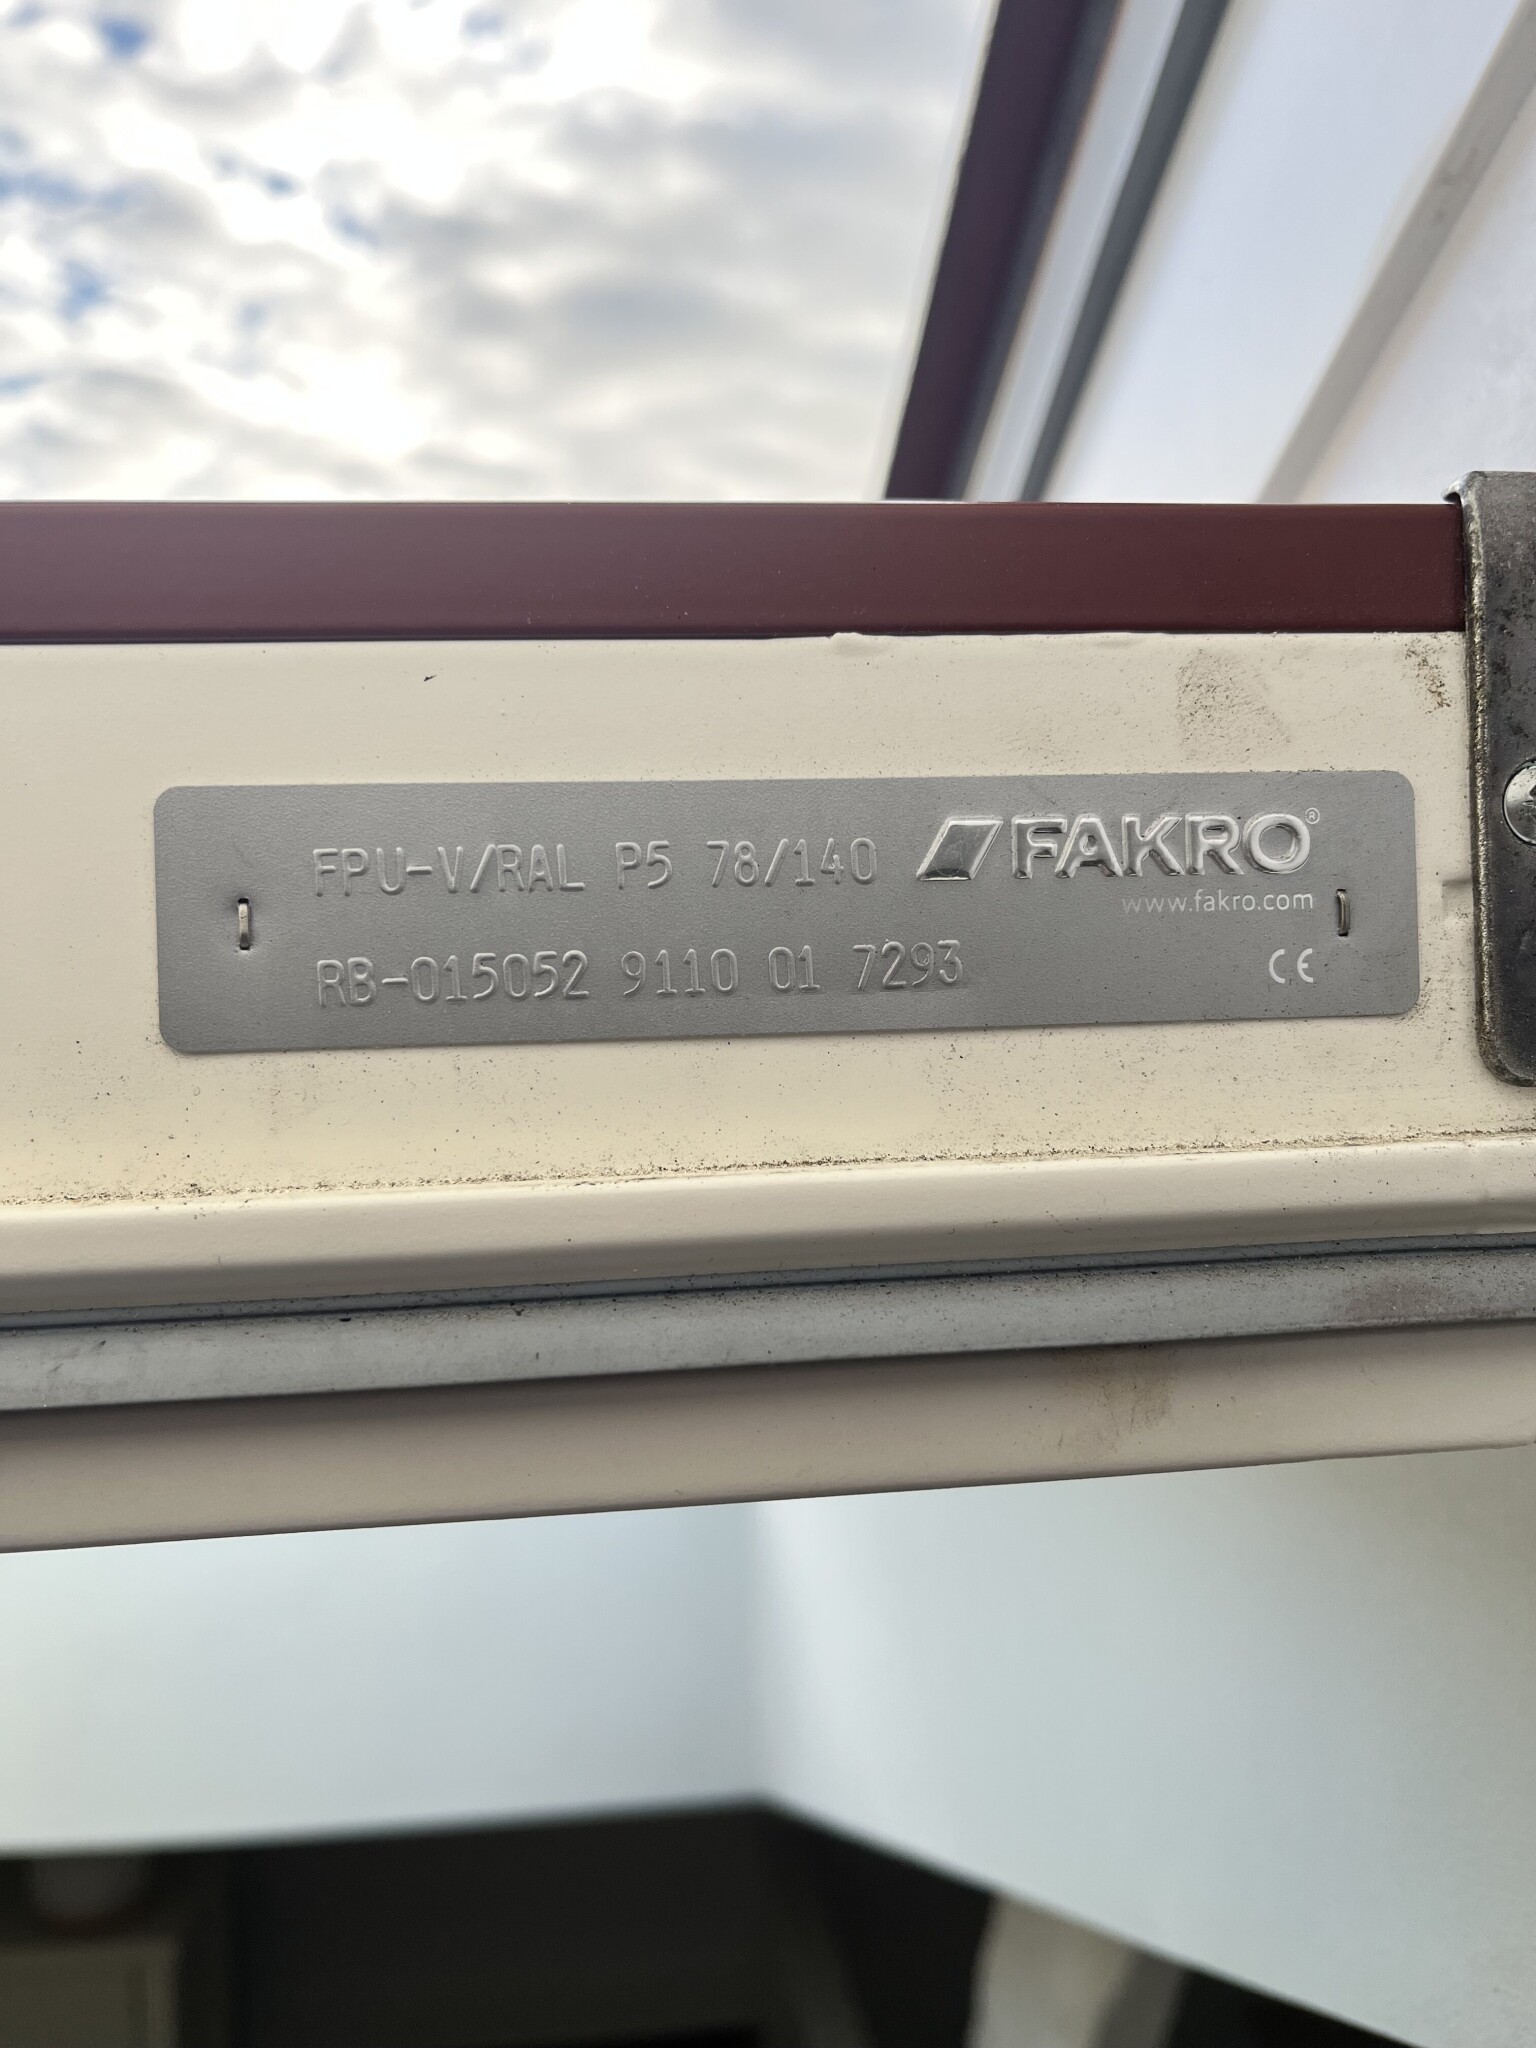 FPU-V/RAL P5 78/140 FAKRO®
www.fakro.com
RB-015052 9110 01 7293 CE